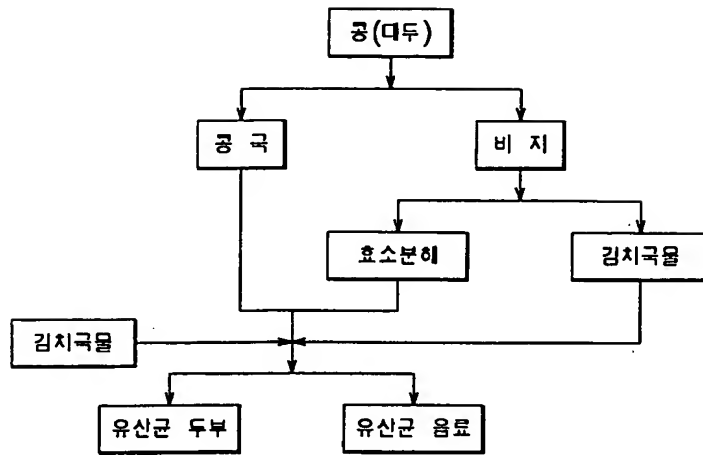 콩(대두)
콩 국
비 지
효소분해
김치국물
김치국물
유산균 두부
유산균 음료